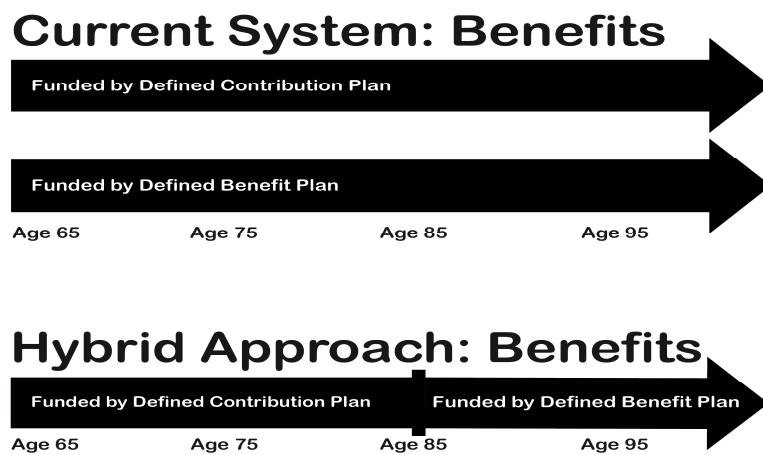 Current System: Benefits
Funded by Defined Contribution Plan
Funded by Defined Benefit Plan
Age 65 Age 75 Age 85 Age 95
Hybrid Approach: Benefits
Funded by Defined Contribution Plan Funded by Defined Benefit Plan
Age 65 Age 75 Age 85 Age 95